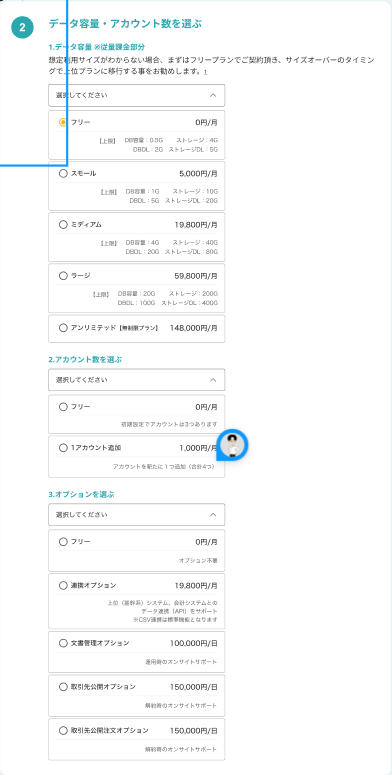 2 データ容量・アカウント数を選ぶ
1.データ容量 ※従量課金部分
想定利用サイズがわからない場合、まずはフリープランでご契約頂き、サイズオーバーのタイミン
グで上位プランに移行する事をお勧めします。1
選択してください
フリー 0円/月
【上限】 DB容量:0.5G ストレージ:4G
DBDL:2G ストレージDL:5G
スモール 5,000円/月
【上限】 DB容量:1G ストレージ:10G
DBDL:5G ストレージDL:20G
ミディアム 19,800円/月
【上限】 DB容量:4G ストレージ:40G
DBDL:20G ストレージDL:80G
ラージ 59,800円/月
【上限】 DB容量:20G ストレージ:200G
DBDL:100G ストレージDL:400G
アンリミテッド【無制限プラン】 148,000円/月
2.アカウント数を選ぶ
選択してください
フリー 0円/月
初期設定でアカウントは3つあります
1アカウント追加 1,000円/月
アカウントを新たに1つ追加(合計4つ)
3.オプションを選ぶ
選択してください
フリー 0円/月
オプション不要
連携オプション 19,800円/月
上位(基幹系)システム、会計システムとの
データ連携(API)をサポート
※CSV連携は標準機能となります
文書管理オプション 100,000円/日
運用時のオンサイトサポート
取引先公開オプション 150,000円/日
解約時のオンサイトサポート
取引先公開注文オプション 150,000円/日
解約時のオンサイトサポート